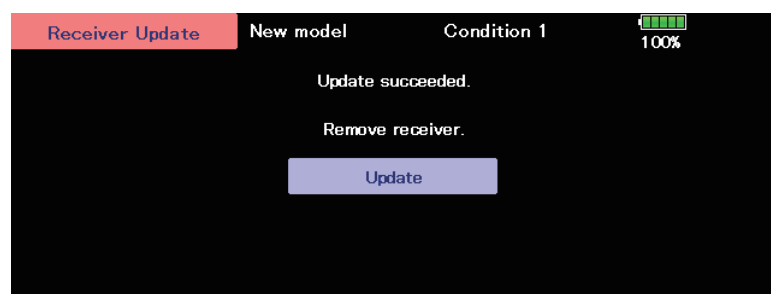 Receiver Update New model Condition 1
100%
Update succeeded.
Remove receiver.
Update